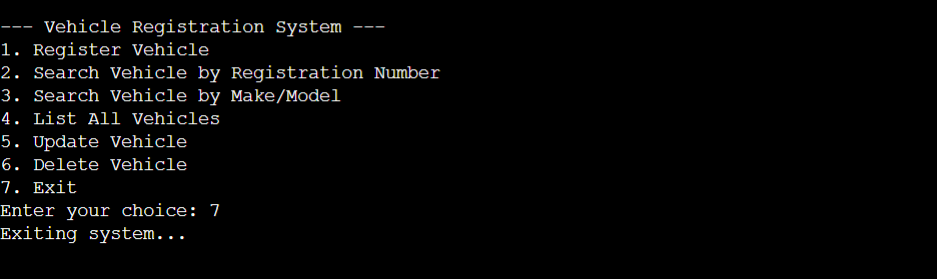 --- Vehicle Registration System ---
1. Register Vehicle
2. Search Vehicle by Registration Number
3. Search Vehicle by Make/Model
4. List All Vehicles
5. Update Vehicle
6. Delete Vehicle
7. Exit
Enter your choice: 7
Exiting system...